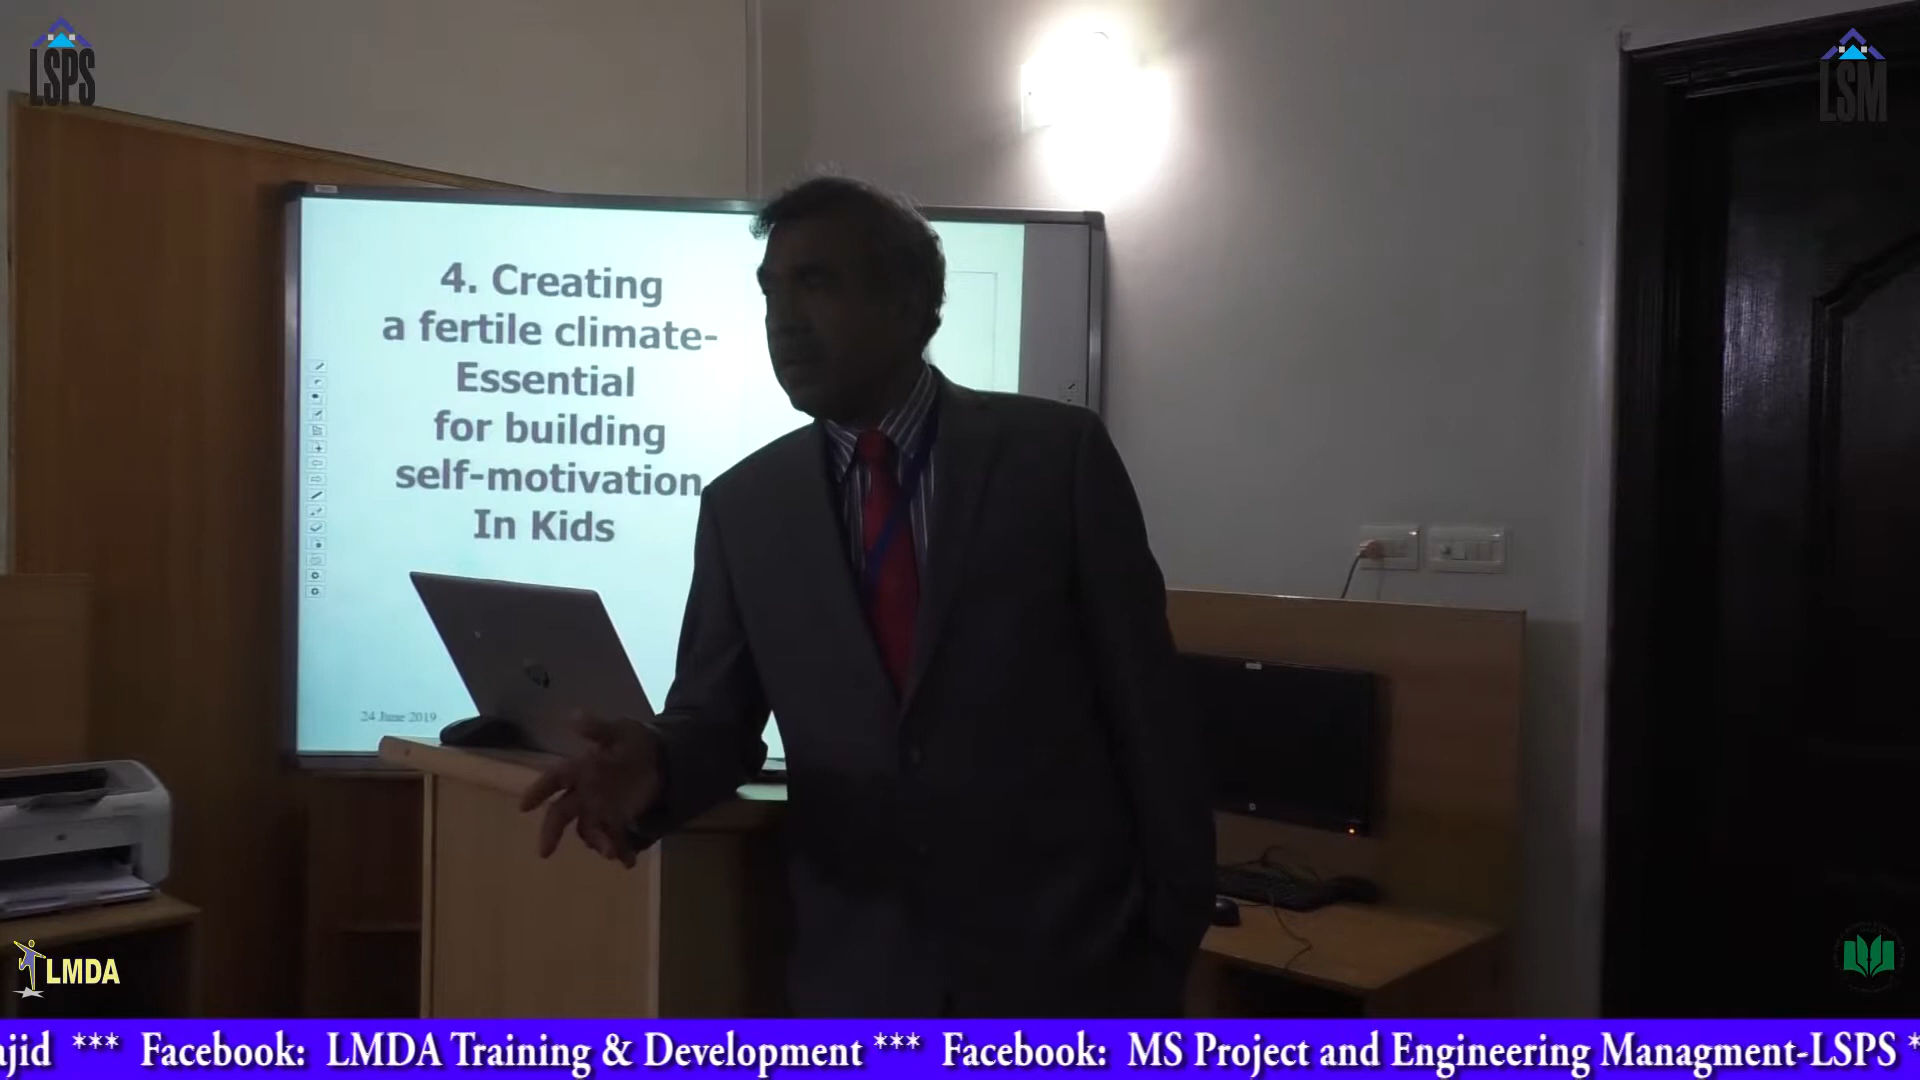 LSPS
LSM
4. Creating
a fertile climate-
Essential
for building
self-motivation
In Kids
24 June 2019
LMDA
ajid *** Facebook: LMDA Training & Development *** Facebook: MS Project and Engineering Managment-LSPS *